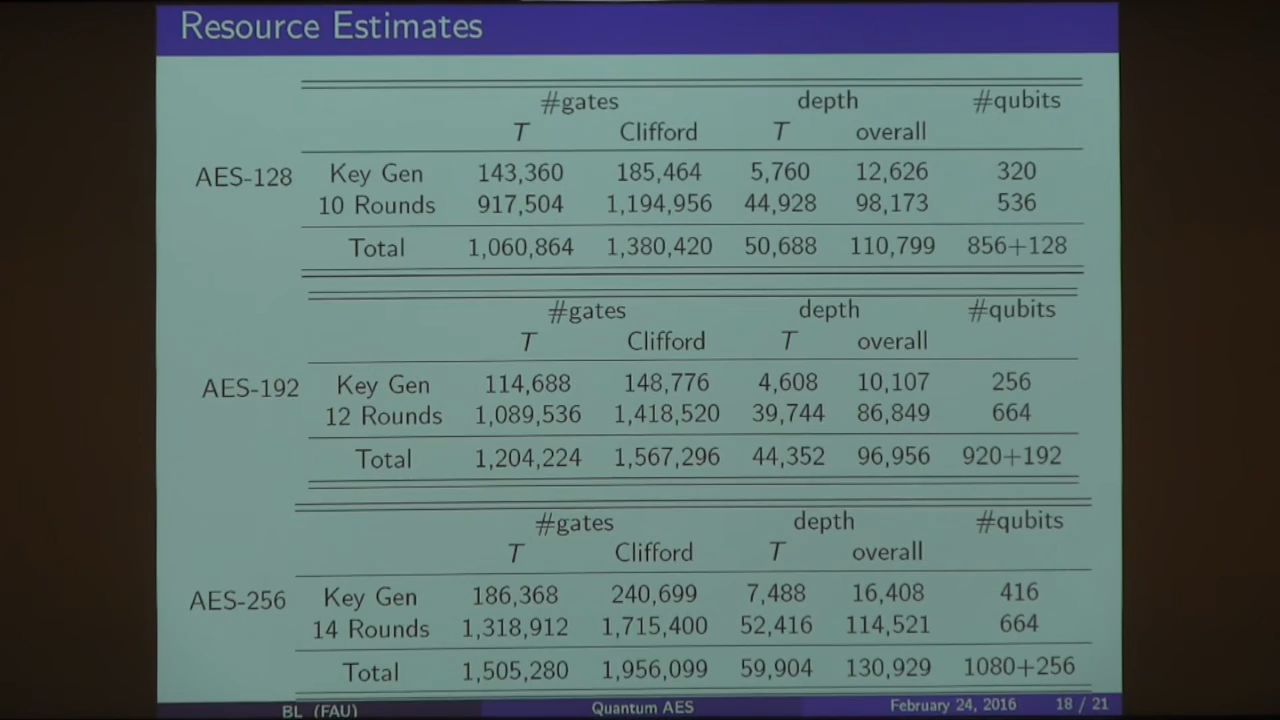 Resource Estimates
#gates depth #qubits
T Clifford T overall
AES-128 Key Gen 143,360 185,464 5,760 12,626 320
10 Rounds 917,504 1,194,956 44,928 98,173 536
Total 1,060,864 1,380,420 50,688 110,799 856+128
#gates depth #qubits
T Clifford T overall
AES-192 Key Gen 114,688 148,776 4,608 10,107 256
12 Rounds 1,089,536 1,418,520 39,744 86,849 664
Total 1,204,224 1,567,296 44,352 96,956 920+192
#gates depth #qubits
T Clifford T overall
AES-256 Key Gen 186,368 240,699 7,488 16,408 416
14 Rounds 1,318,912 1,715,400 52,416 114,521 664
Total 1,505,280 1,956,099 59,904 130,929 1080+256
BL (FAU) Quantum AES February 24, 2016 18 / 21